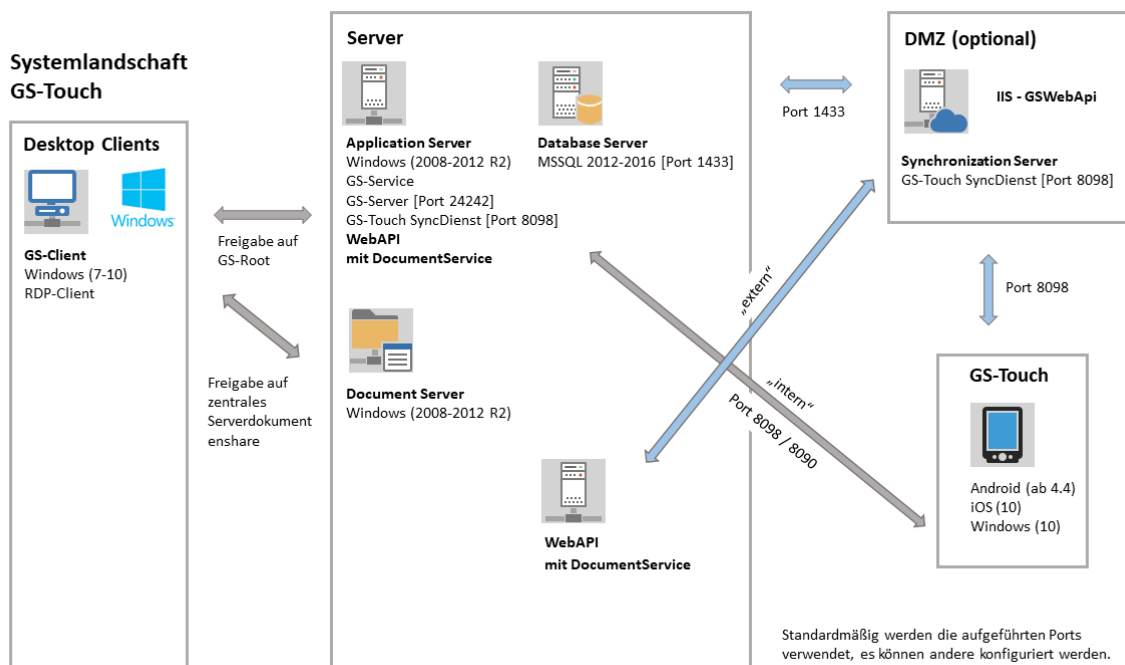 Systemlandschaft
GS-Touch
Desktop Clients
Windows
GS-Client
Windows (7-10)
RDP-Client
Freigabe auf
GS-Root
Freigabe auf
zentrales
Serverdokument
enshare
Server
Application Server
Windows (2008-2012 R2)
GS-Service
GS-Server [Port 24242]
GS-Touch SyncDienst [Port 8098]
WebAPI
mit DocumentService
Database Server
MSSQL 2012-2016 [Port 1433]
Document Server
Windows (2008-2012 R2)
WebAPI
mit DocumentService
Port 1433
„extern“
„intern“
Port 8098 / 8090
DMZ (optional)
IIS - GSWebApi
Synchronization Server
GS-Touch SyncDienst [Port 8098]
Port 8098
GS-Touch
Android (ab 4.4)
iOS (10)
Windows (10)
Standardmäßig werden die aufgeführten Ports
verwendet, es können andere konfiguriert werden.